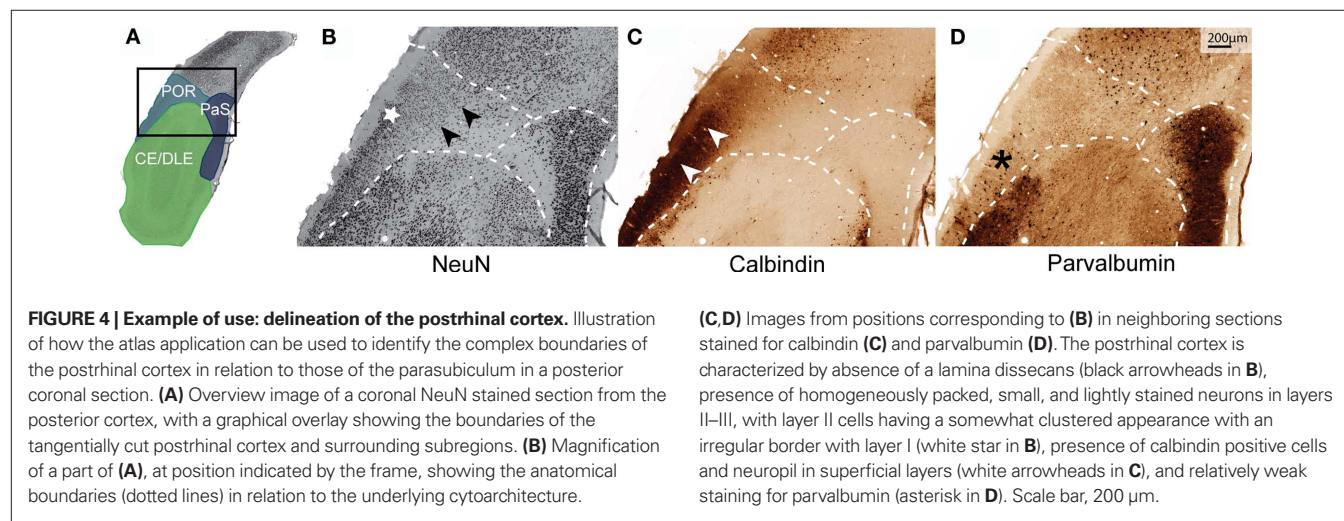 A
B
C
D
200µm
POR
PaS
CE/DLE
NeuN
Calbindin
Parvalbumin
FIGURE 4 | Example of use: delineation of the postrhinal cortex. Illustration
of how the atlas application can be used to identify the complex boundaries of
the postrhinal cortex in relation to those of the parasubiculum in a posterior
coronal section. (A) Overview image of a coronal NeuN stained section from the
posterior cortex, with a graphical overlay showing the boundaries of the
tangentially cut postrhinal cortex and surrounding subregions. (B) Magnification
of a part of (A), at position indicated by the frame, showing the anatomical
boundaries (dotted lines) in relation to the underlying cytoarchitecture.
(C,D) Images from positions corresponding to (B) in neighboring sections
stained for calbindin (C) and parvalbumin (D). The postrhinal cortex is
characterized by absence of a lamina dissecans (black arrowheads in B),
presence of homogeneously packed, small, and lightly stained neurons in layers
II–III, with layer II cells having a somewhat clustered appearance with an
irregular border with layer I (white star in B), presence of calbindin positive cells
and neuropil in superficial layers (white arrowheads in C), and relatively weak
staining for parvalbumin (asterisk in D). Scale bar, 200 µm.